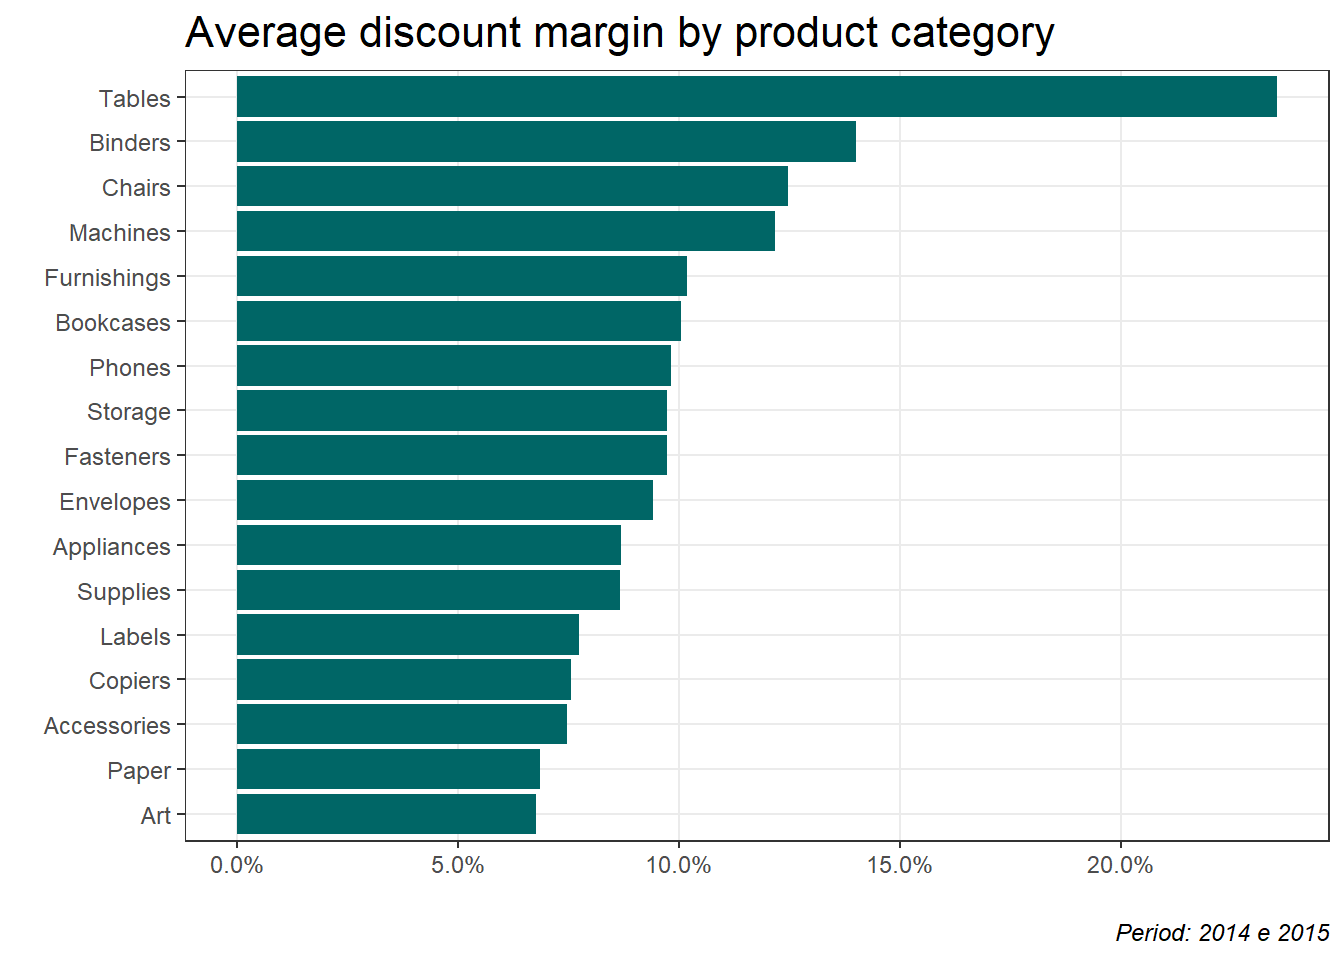 Average discount margin by product category
Tables
Binders
Chairs
Machines
Furnishings
Bookcases
Phones
Storage
Fasteners
Envelopes
Appliances
Supplies
Labels
Copiers
Accessories
Paper
Art
0.0% 5.0% 10.0% 15.0% 20.0%
Period: 2014 e 2015